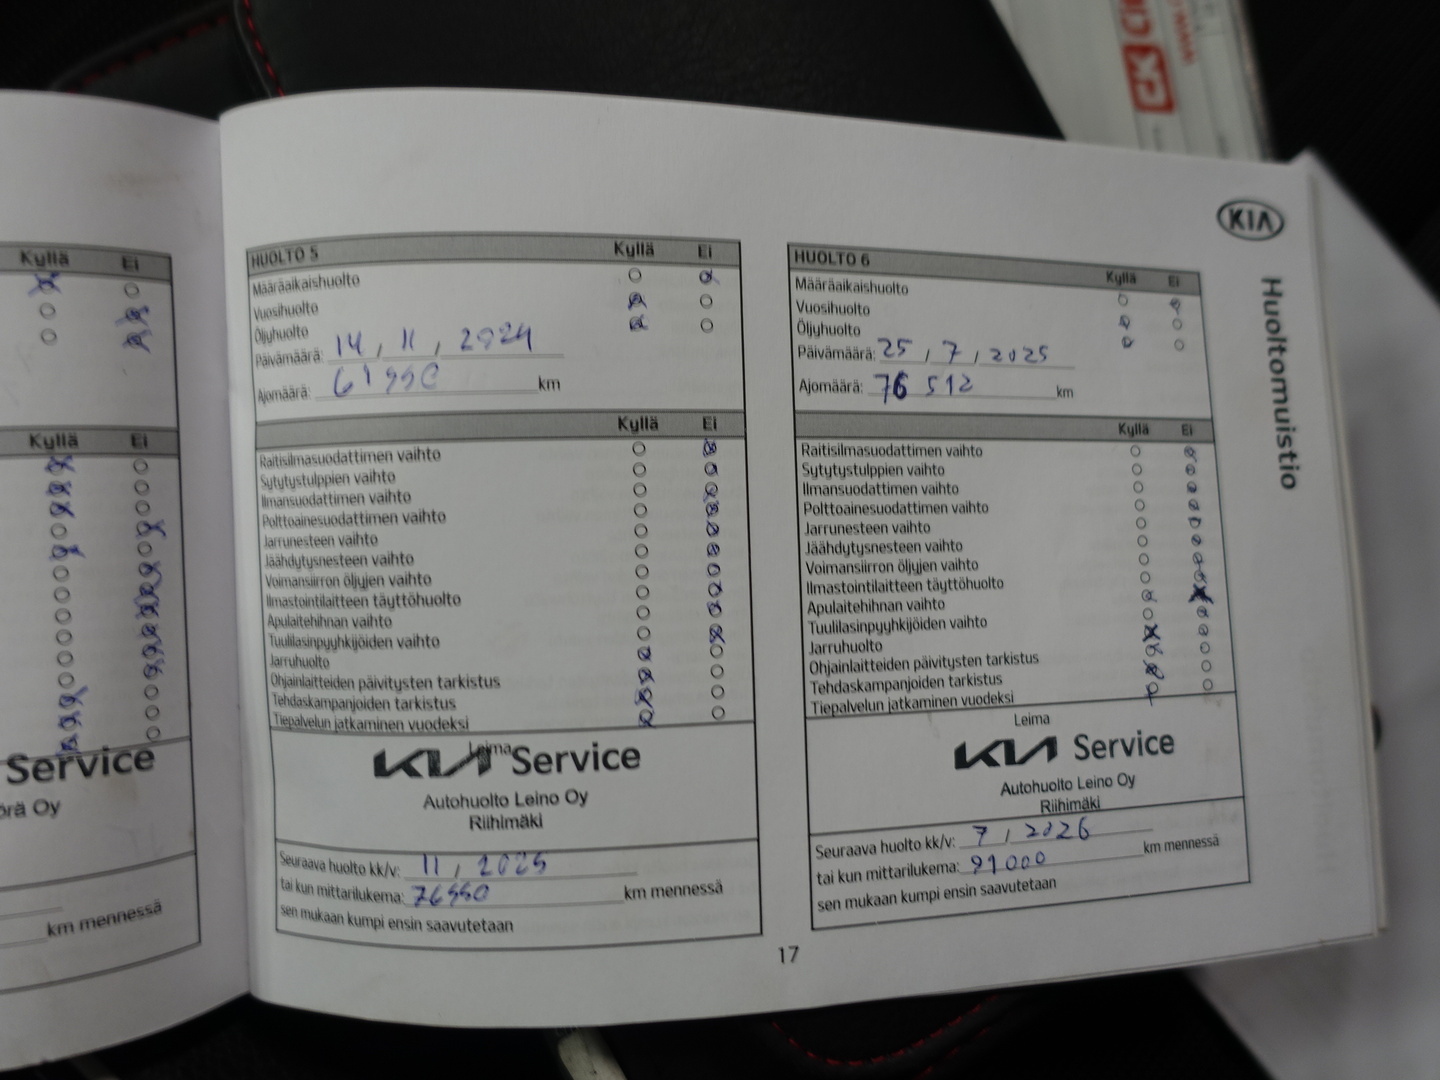 Kyllä Ei
Kyllä Ei
Service
örä Oy
km mennessä
HUOLTO 5 Kyllä Ei
Määräaikaishuolto
Vuosihuolto
Öljyhuolto
Päivämäärä: 14, 11, 2024
Ajomäärä: km
Kyllä Ei
Raitisilmasuodattimen vaihto
Sytytystulppien vaihto
Ilmansuodattimen vaihto
Polttoainesuodattimen vaihto
Jarrunesteen vaihto
Jäähdytysnesteen vaihto
Voimansiirron öljyjen vaihto
Ilmastointilaitteen täyttöhuolto
Apulaitehihnan vaihto
Tuulilasinpyyhkijöiden vaihto
Jarruhuolto
Ohjainlaitteiden päivitysten tarkistus
Tehdaskampanjoiden tarkistus
Tiepalvelun jatkaminen vuodeksi
Leima
KIA Service
Autohuolto Leino Oy
Riihimäki
Seuraava huolto kk/v: 11, 2025
tai kun mittarilukema: km mennessä
sen mukaan kumpi ensin saavutetaan
HUOLTO 6 Kyllä Ei
Määräaikaishuolto
Vuosihuolto
Öljyhuolto
Päivämäärä: 25, 7, 2025
Ajomäärä: 76 512 km
Kyllä Ei
Raitisilmasuodattimen vaihto
Sytytystulppien vaihto
Ilmansuodattimen vaihto
Polttoainesuodattimen vaihto
Jarrunesteen vaihto
Jäähdytysnesteen vaihto
Voimansiirron öljyjen vaihto
Ilmastointilaitteen täyttöhuolto
Apulaitehihnan vaihto
Tuulilasinpyyhkijöiden vaihto
Jarruhuolto
Ohjainlaitteiden päivitysten tarkistus
Tehdaskampanjoiden tarkistus
Tiepalvelun jatkaminen vuodeksi
Leima
KIA Service
Autohuolto Leino Oy
Riihimäki
Seuraava huolto kk/v: 7, 2026
tai kun mittarilukema: 91000 km mennessä
sen mukaan kumpi ensin saavutetaan
KIA
Huoltomuistio
17